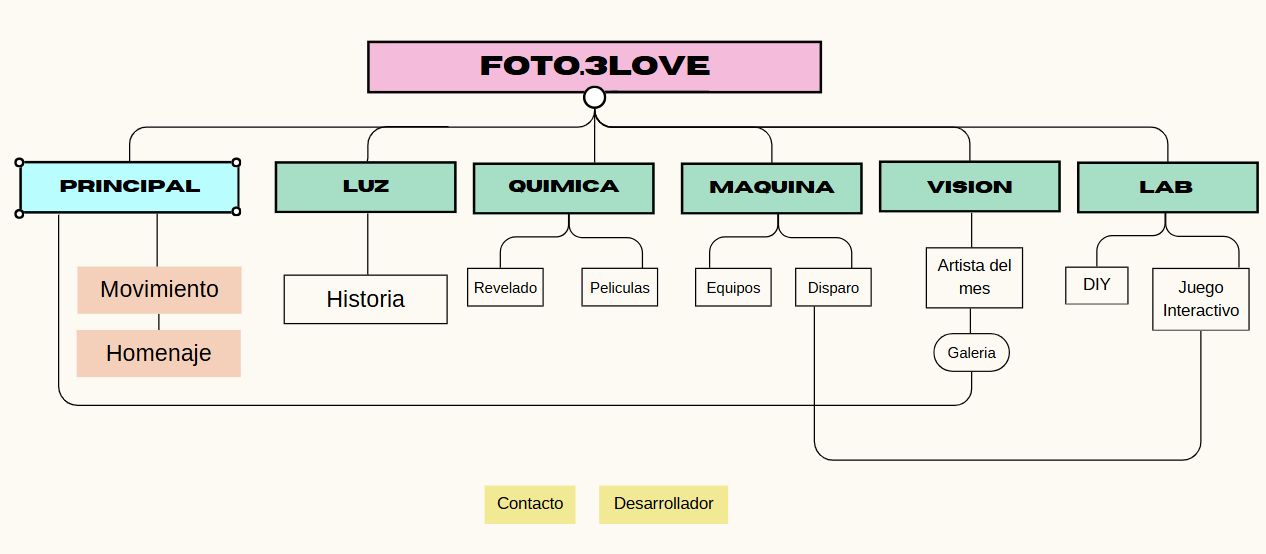 FOTO.3LOVE
PRINCIPAL
LUZ
QUIMICA
MAQUINA
VISION
LAB
Movimiento
Homenaje
Historia
Revelado
Peliculas
Equipos
Disparo
Artista del
mes
Galeria
DIY
Juego
Interactivo
Contacto
Desarrollador